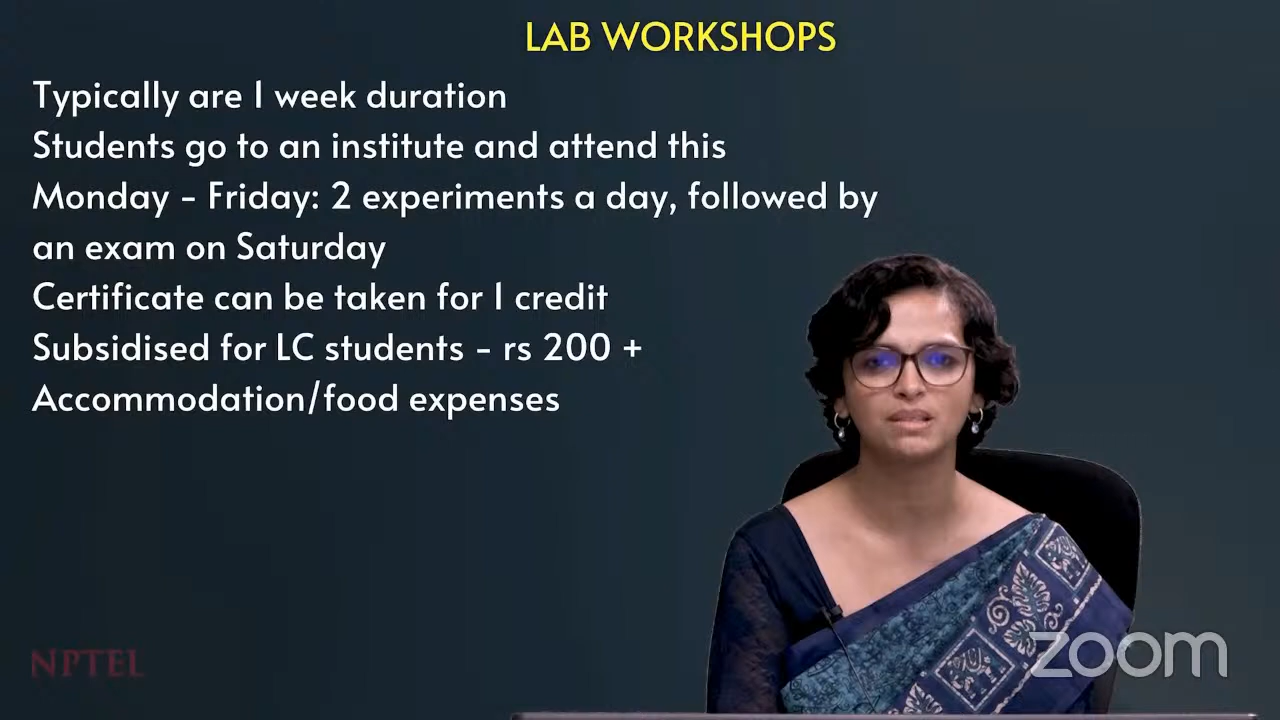 LAB WORKSHOPS
Typically are 1 week duration
Students go to an institute and attend this
Monday - Friday: 2 experiments a day, followed by
an exam on Saturday
Certificate can be taken for 1 credit
Subsidised for LC students - rs 200 +
Accommodation/food expenses
NPTEL
zoom